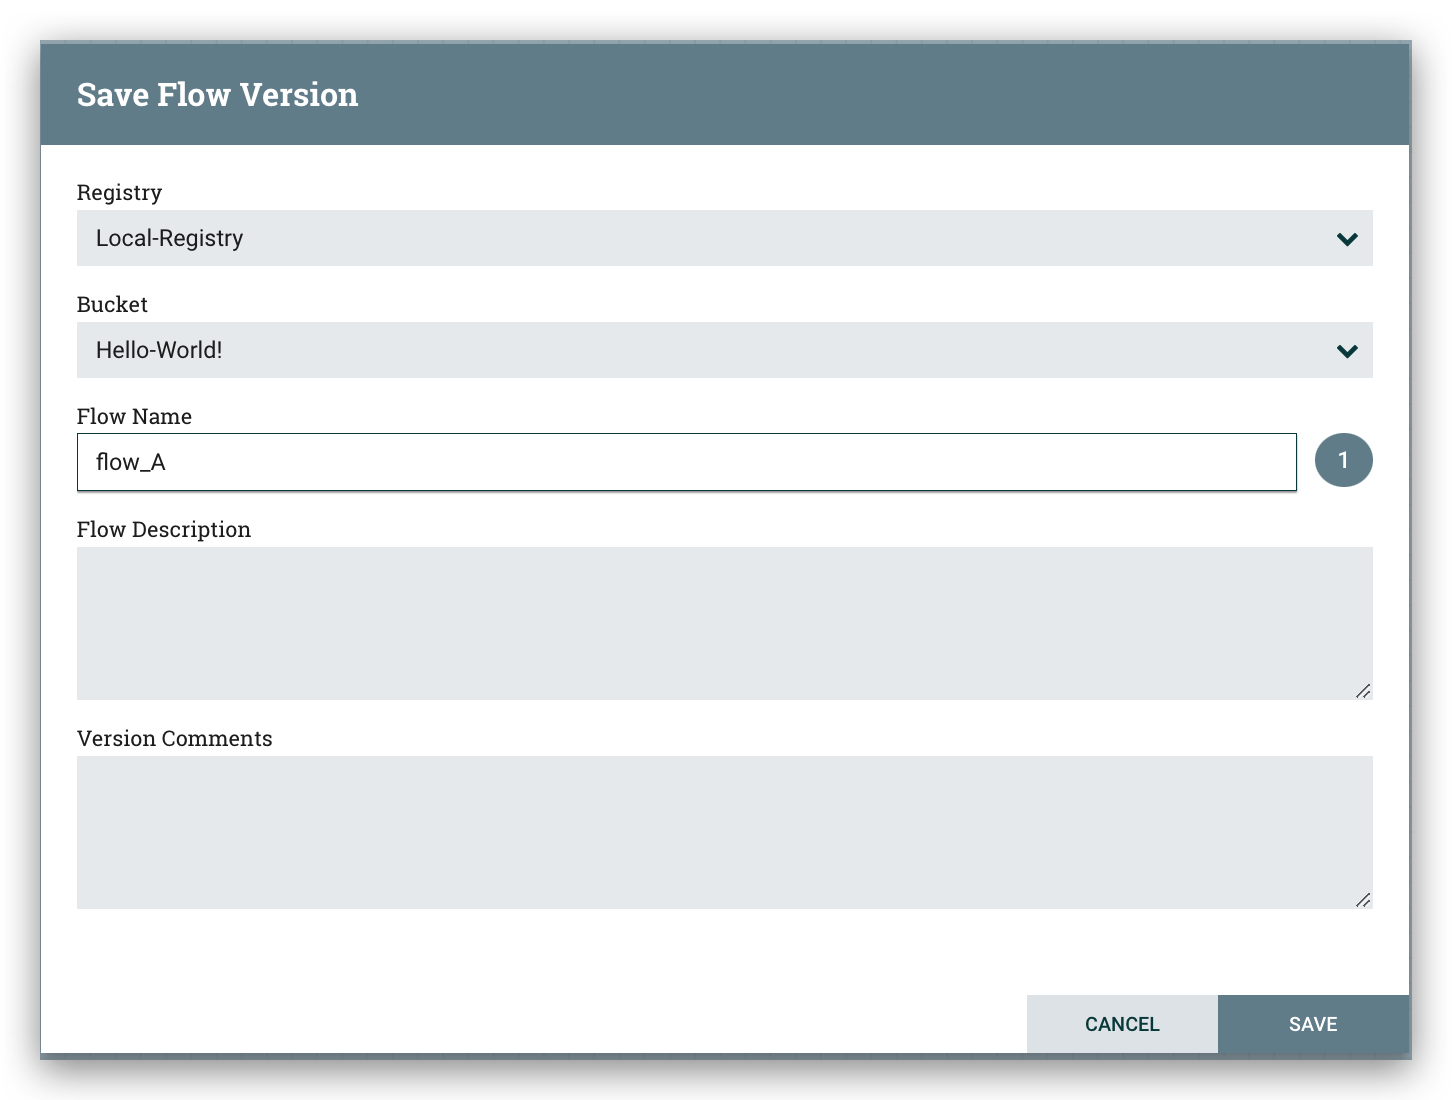 Save Flow Version
Registry
Local-Registry
Bucket
Hello-World!
Flow Name
flow_A
1
Flow Description
Version Comments
CANCEL
SAVE